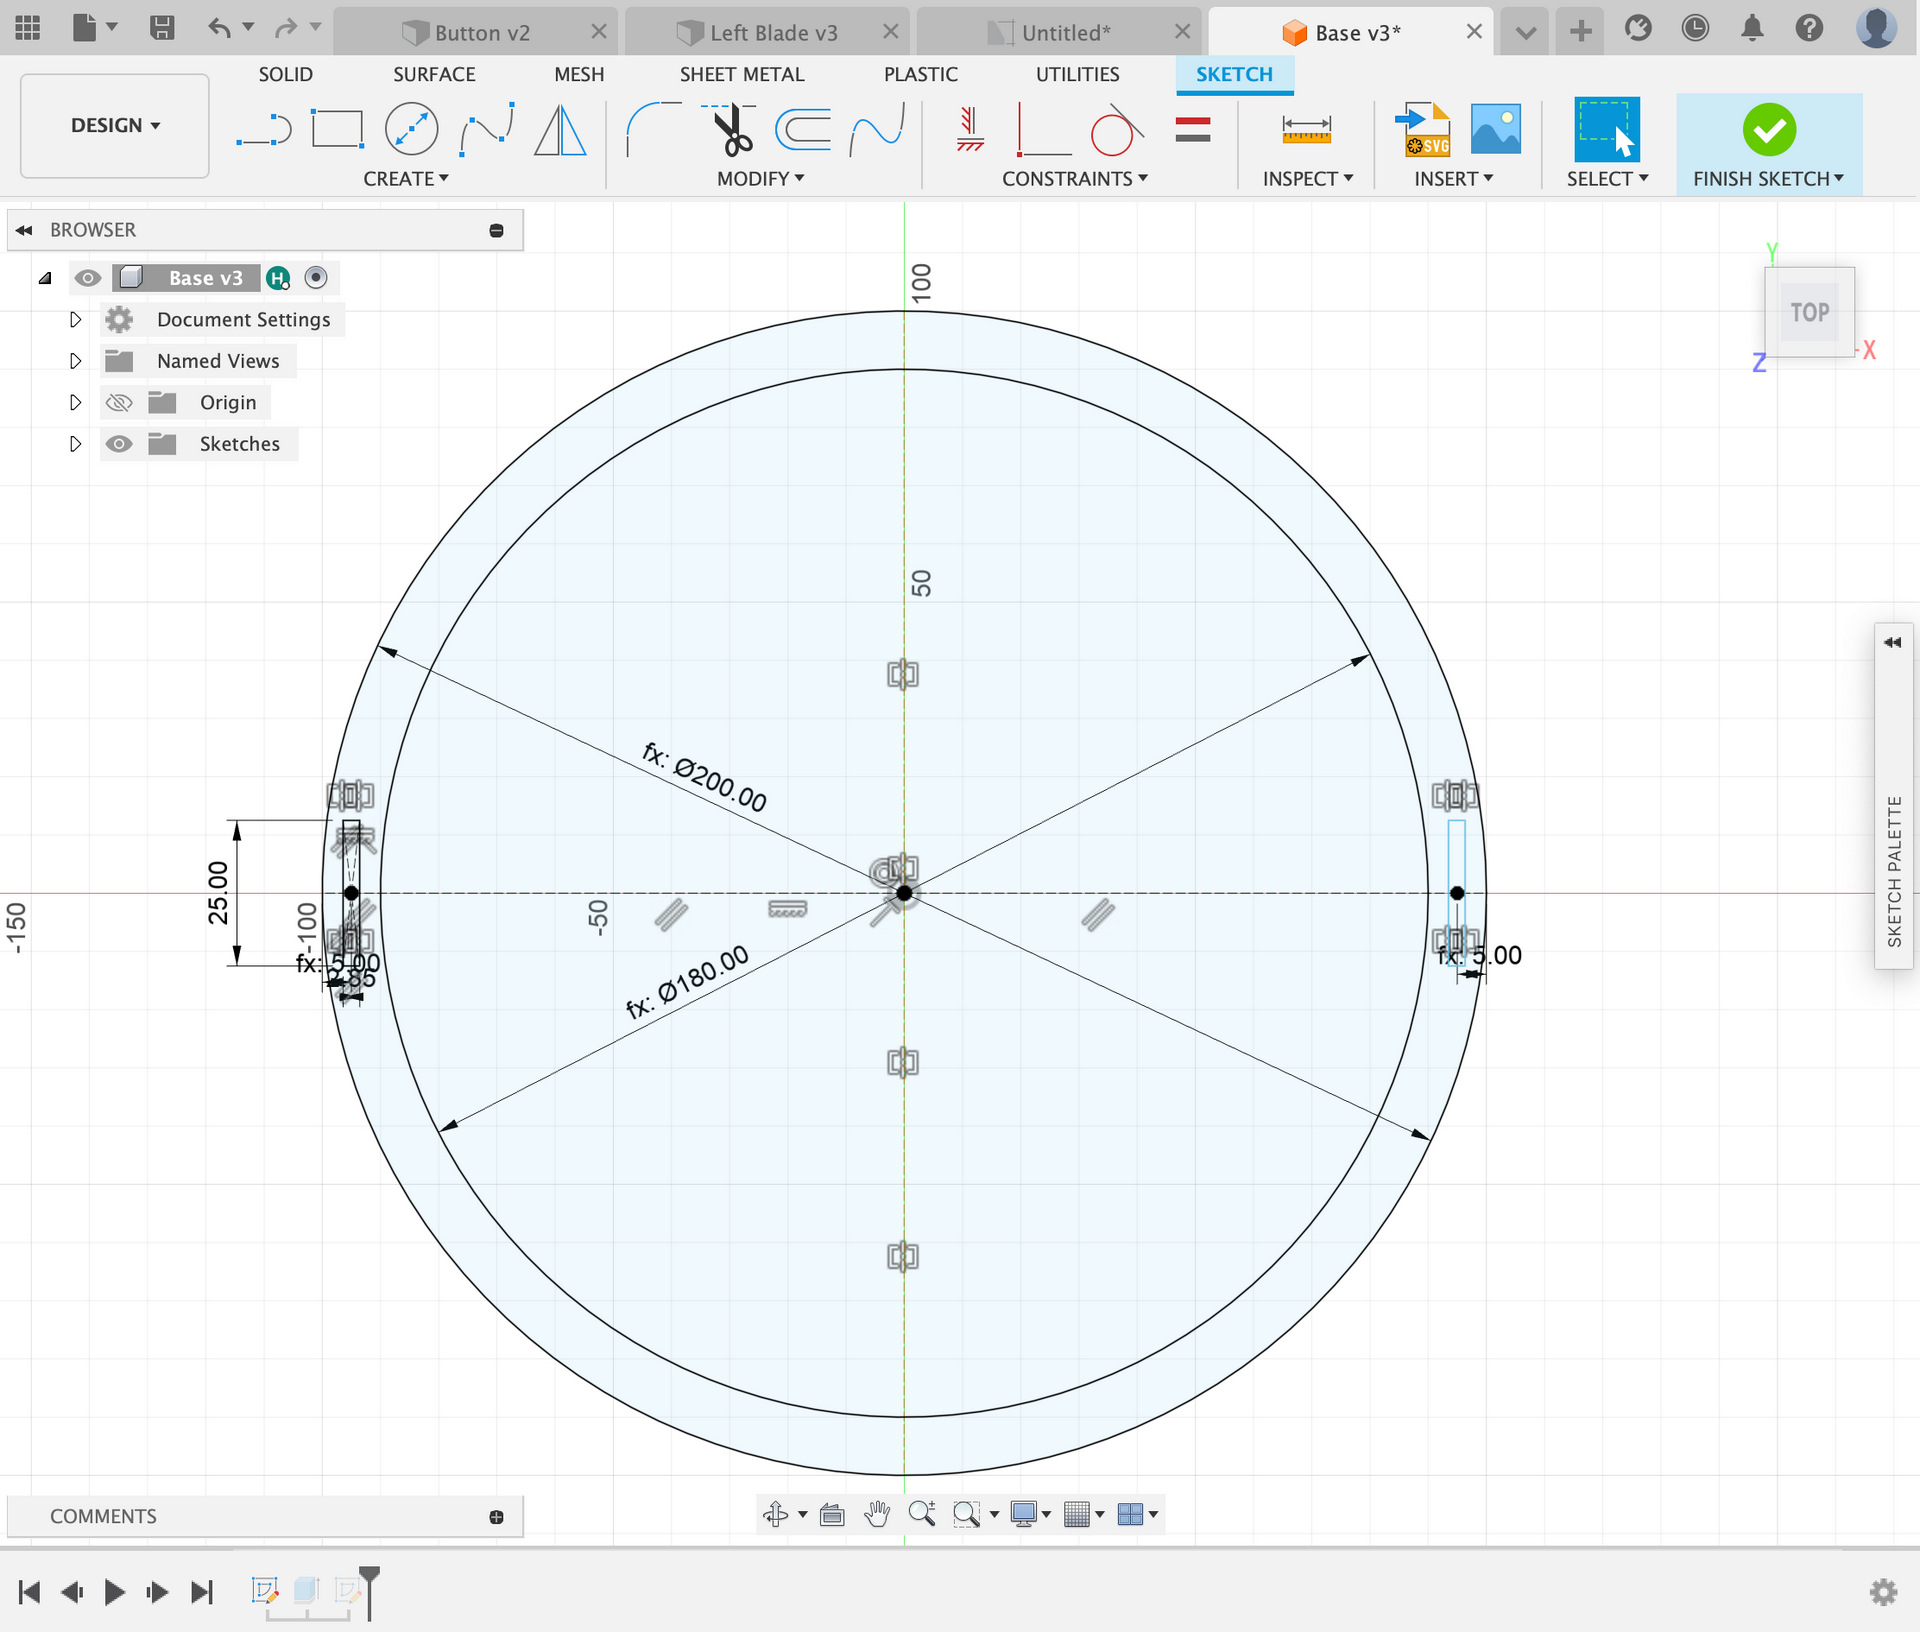 Button v2
Left Blade v3
Untitled*
Base v3*
DESIGN
SOLID
SURFACE
MESH
SHEET METAL
PLASTIC
UTILITIES
SKETCH
SVG
CREATE
MODIFY
CONSTRAINTS
INSPECT
INSERT
SELECT
FINISH SKETCH
BROWSER
Base v3
H
Document Settings
Named Views
Origin
Sketches
Y
TOP
X
Z
100
50
fx: Ø200.00
25.00
-150
-100
-50
fx: Ø180.00
fx: 5.00
fx: 5.00
SKETCH PALETTE
COMMENTS